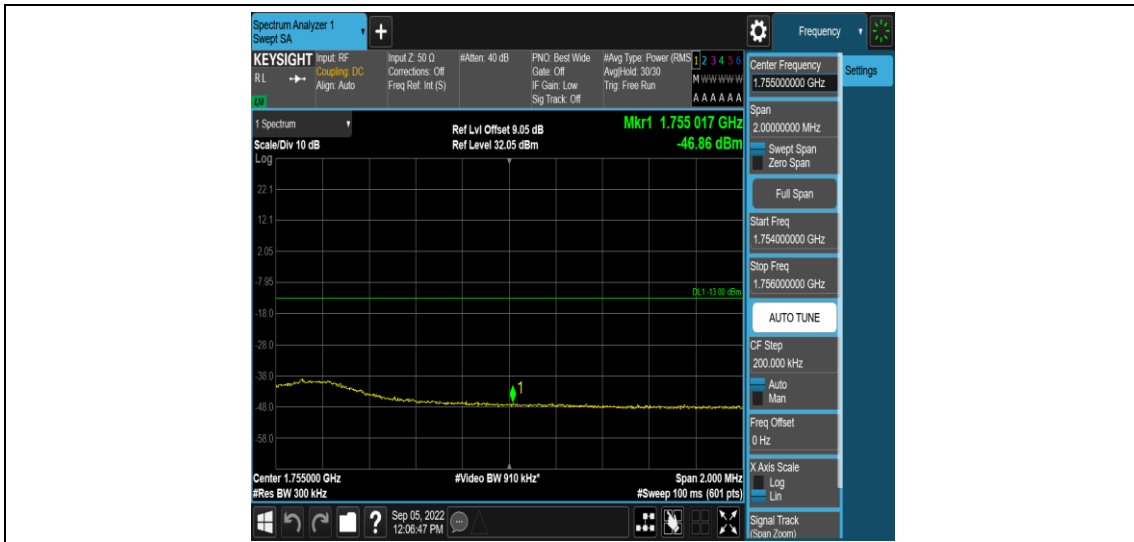 Spectrum Analyzer 1
Swept SA
+
Frequency
KEYSIGHT
RL
LXI
Input: RF
Coupling: DC
Align: Auto
Input Z: 50 Ω
Corrections: Off
Freq Ref: Int (S)
#Atten: 40 dB
PNO: Best Wide
Gate: Off
IF Gain: Low
Sig Track: Off
#Avg Type: Power (RMS
Avg|Hold: 30/30
Trig: Free Run
1 2 3 4 5 6
M W W W W W
A A A A A A
1 Spectrum
Scale/Div 10 dB
Ref Lvl Offset 9.05 dB
Ref Level 32.05 dBm
Mkr1 1.755 017 GHz
-46.86 dBm
Log
22.1
12.1
2.05
-7.95
-18.0
-28.0
-38.0
-48.0
-58.0
DL1 -13.00 dBm
1
Center 1.755000 GHz
#Res BW 300 kHz
#Video BW 910 kHz*
Span 2.000 MHz
#Sweep 100 ms (601 pts)
?
Sep 05, 2022
12:06:47 PM
Center Frequency
1.755000000 GHz
Settings
Span
2.00000000 MHz
Swept Span
Zero Span
Full Span
Start Freq
1.754000000 GHz
Stop Freq
1.756000000 GHz
AUTO TUNE
CF Step
200.000 kHz
Auto
Man
Freq Offset
0 Hz
X Axis Scale
Log
Lin
Signal Track
(Span Zoom)